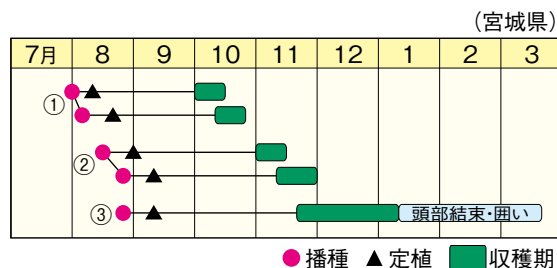 (宮城県)
7月 8 9 10 11 12 1 2 3
①
②
③ 頭部結束・囲い
播種 定植 収穫期